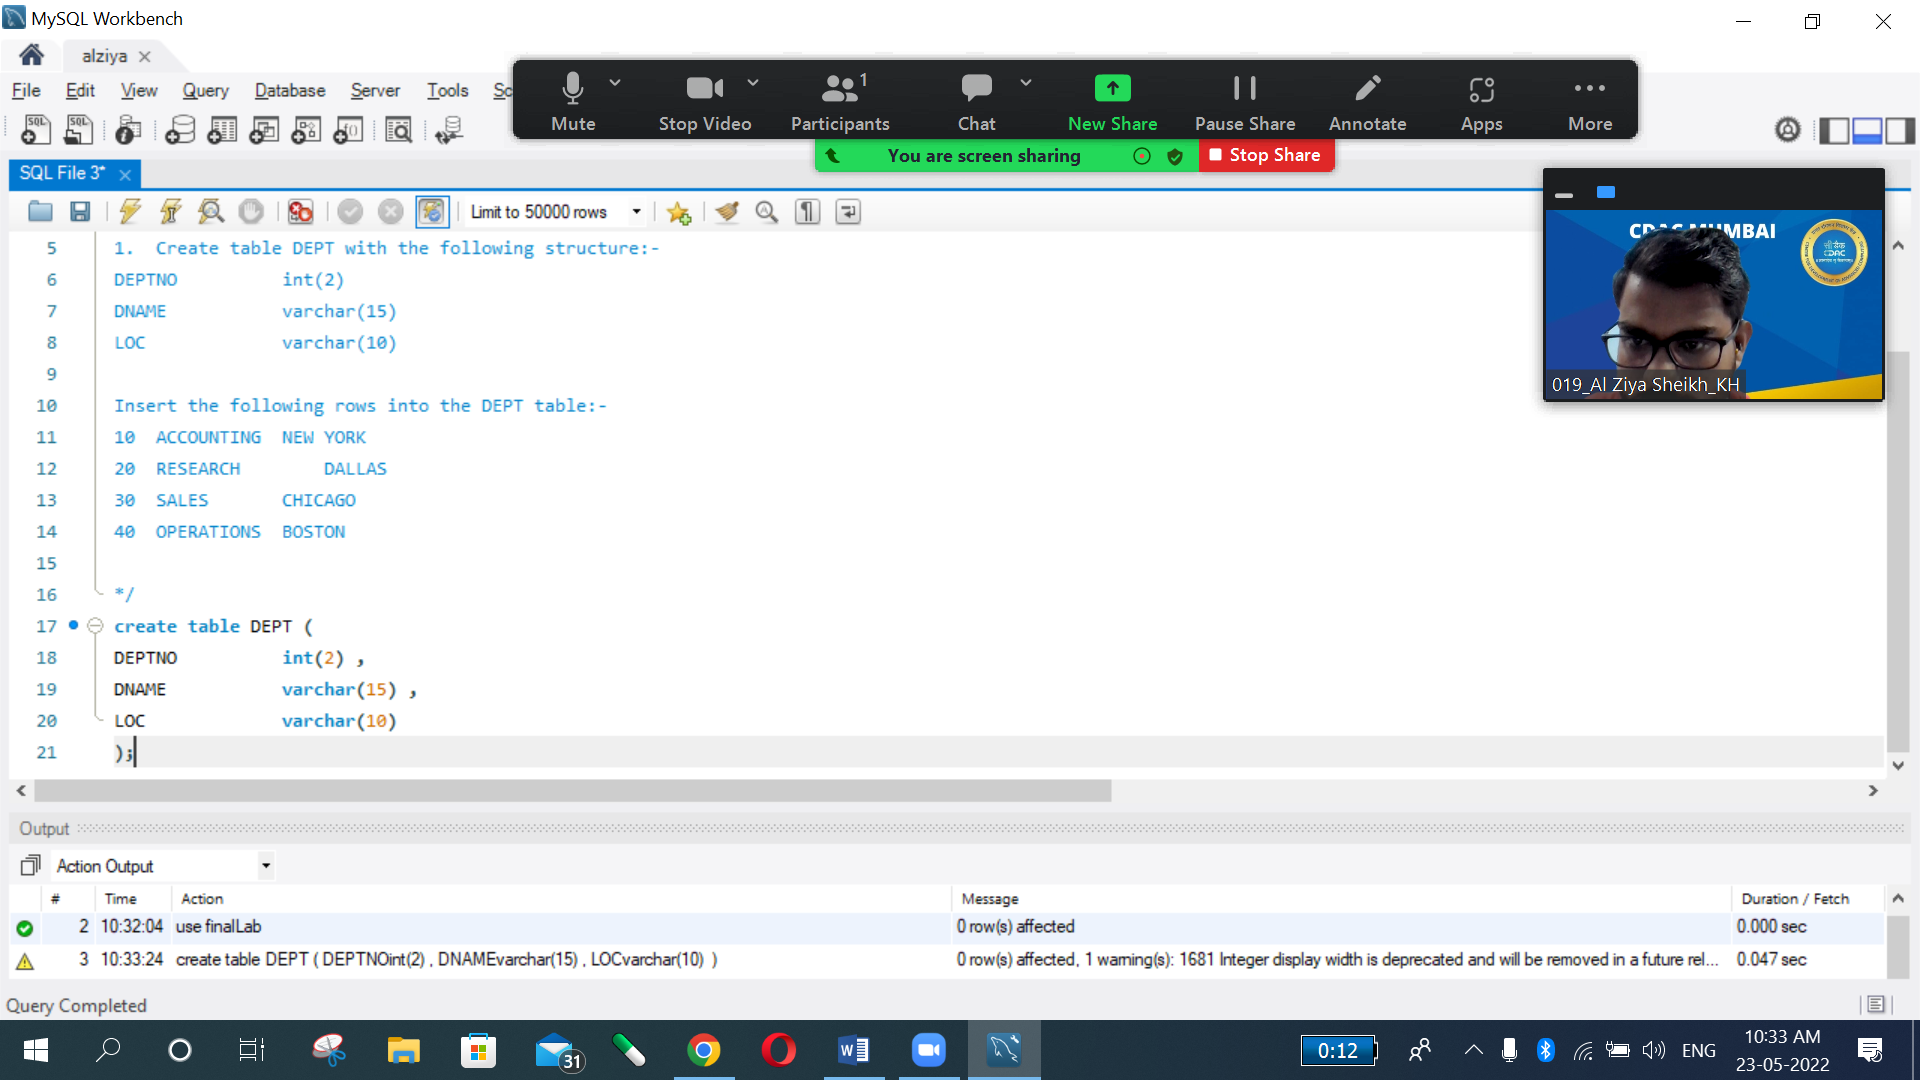 MySQL Workbench
alziya
File Edit View Query Database Server Tools Sc
Mute Stop Video Participants 1 Chat New Share Pause Share Annotate Apps More
You are screen sharing Stop Share
SQL File 3*
Limit to 50000 rows
CDAC MUMBAI
019_Al Ziya Sheikh_KH
5 1. Create table DEPT with the following structure:-
6 DEPTNO int(2)
7 DNAME varchar(15)
8 LOC varchar(10)
9
10 Insert the following rows into the DEPT table:-
11 10 ACCOUNTING NEW YORK
12 20 RESEARCH DALLAS
13 30 SALES CHICAGO
14 40 OPERATIONS BOSTON
15
16 */
17 create table DEPT (
18 DEPTNO int(2) ,
19 DNAME varchar(15) ,
20 LOC varchar(10)
21 );
Output
Action Output
# Time Action Message Duration / Fetch
2 10:32:04 use finalLab 0 row(s) affected 0.000 sec
3 10:33:24 create table DEPT ( DEPTNOint(2) , DNAMEvarchar(15) , LOCvarchar(10) ) 0 row(s) affected, 1 warning(s): 1681 Integer display width is deprecated and will be removed in a future rel... 0.047 sec
Query Completed
31
0:12
ENG
10:33 AM
23-05-2022